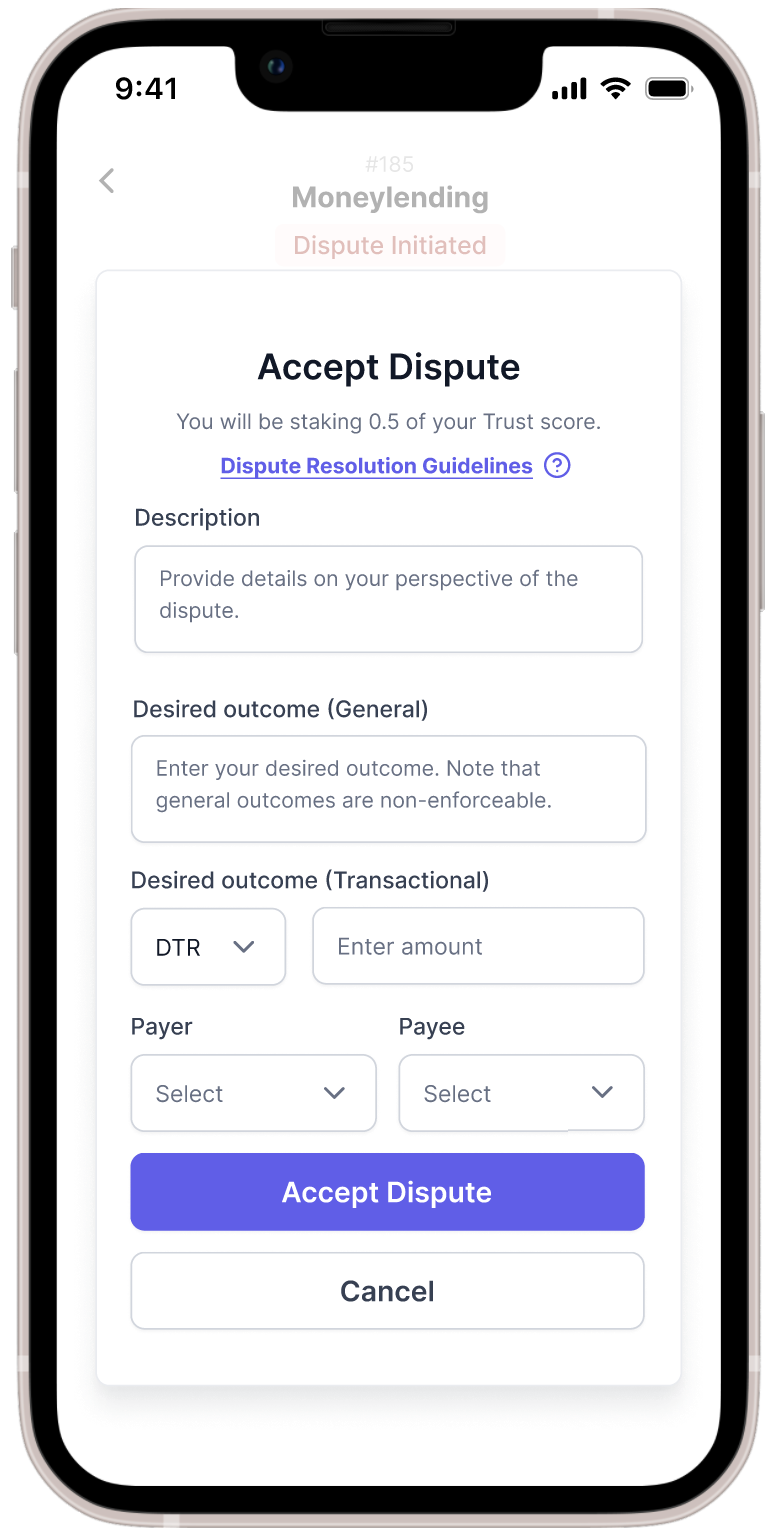 9:41
#185
Moneylending
Dispute Initiated
Accept Dispute
You will be staking 0.5 of your Trust score.
Dispute Resolution Guidelines ?
Description
Provide details on your perspective of the
dispute.
Desired outcome (General)
Enter your desired outcome. Note that
general outcomes are non-enforceable.
Desired outcome (Transactional)
DTR Enter amount
Payer Payee
Select Select
Accept Dispute
Cancel